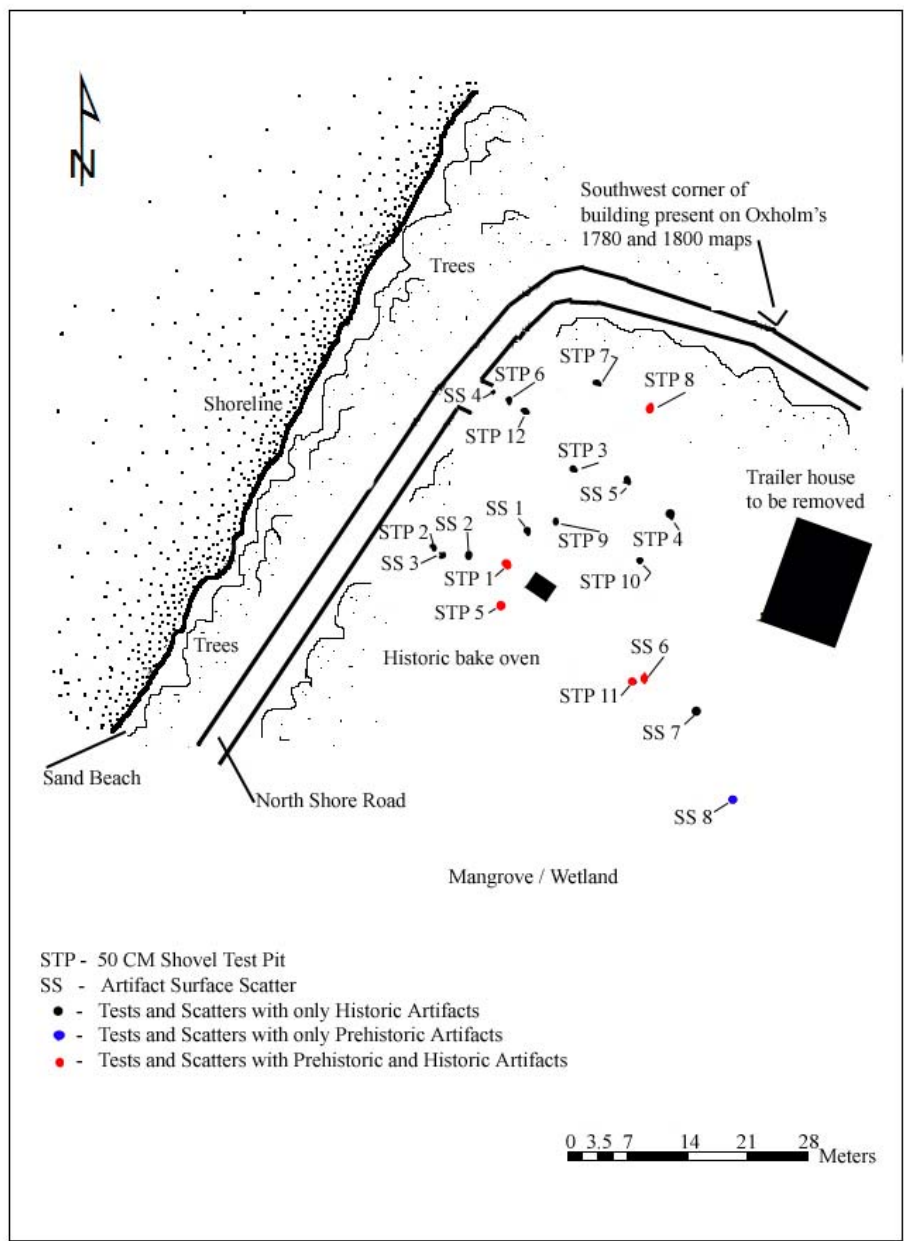 N
Southwest corner of
building present on Oxholm's
1780 and 1800 maps
Trees
STP 7
STP 6
STP 8
SS 4
Shoreline
STP 12
STP 3
SS 5
Trailer house
to be removed
SS 1
STP 2
SS 2
STP 9
STP 4
SS 3
STP 1
STP 10
STP 5
Trees
Historic bake oven
SS 6
STP 11
SS 7
Sand Beach
North Shore Road
SS 8
Mangrove / Wetland
STP - 50 CM Shovel Test Pit
SS - Artifact Surface Scatter
- Tests and Scatters with only Historic Artifacts
- Tests and Scatters with only Prehistoric Artifacts
- Tests and Scatters with Prehistoric and Historic Artifacts
0 3.5 7 14 21 28
Meters